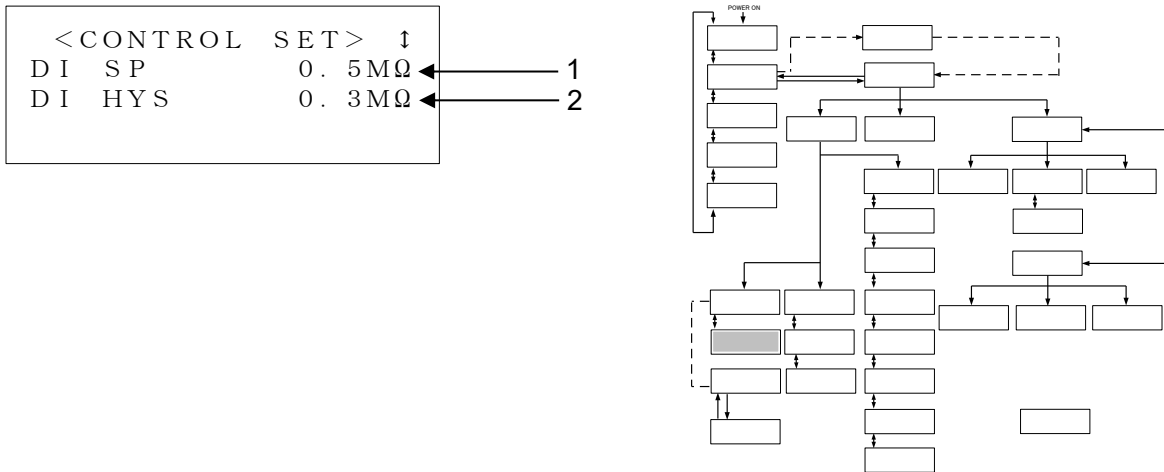 <CONTROL SET> ↕
DI SP 0.5MΩ
DI HYS 0.3MΩ
1
2
POWER ON